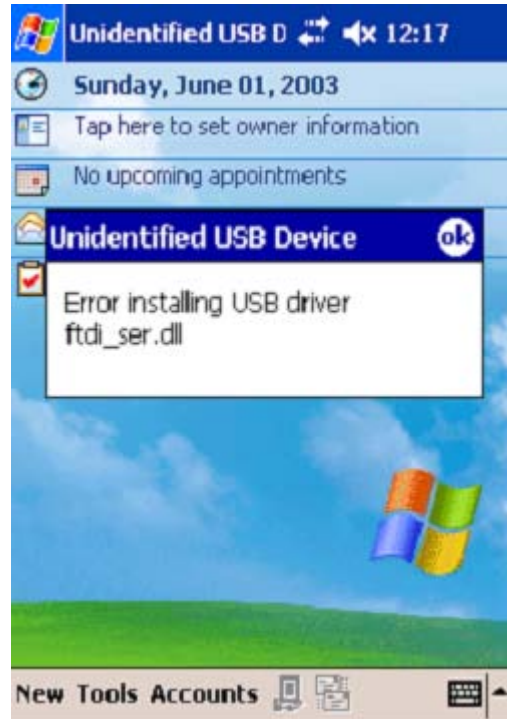 Unidentified USB D 12:17
Sunday, June 01, 2003
Tap here to set owner information
No upcoming appointments
Unidentified USB Device ok
Error installing USB driver
ftdi_ser.dll
New Tools Accounts